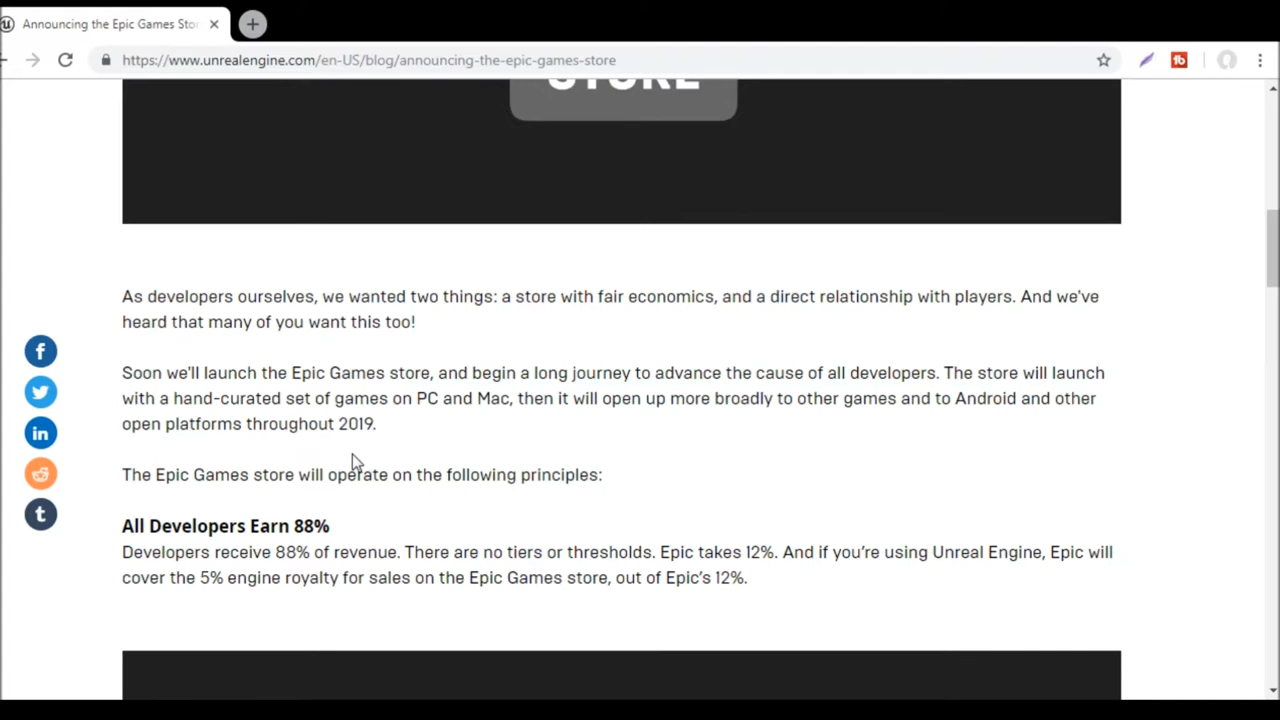 Announcing the Epic Games Stor
https://www.unrealengine.com/en-US/blog/announcing-the-epic-games-store
STORE
As developers ourselves, we wanted two things: a store with fair economics, and a direct relationship with players. And we've
heard that many of you want this too!
Soon we'll launch the Epic Games store, and begin a long journey to advance the cause of all developers. The store will launch
with a hand-curated set of games on PC and Mac, then it will open up more broadly to other games and to Android and other
open platforms throughout 2019.
The Epic Games store will operate on the following principles:
All Developers Earn 88%
Developers receive 88% of revenue. There are no tiers or thresholds. Epic takes 12%. And if you’re using Unreal Engine, Epic will
cover the 5% engine royalty for sales on the Epic Games store, out of Epic’s 12%.